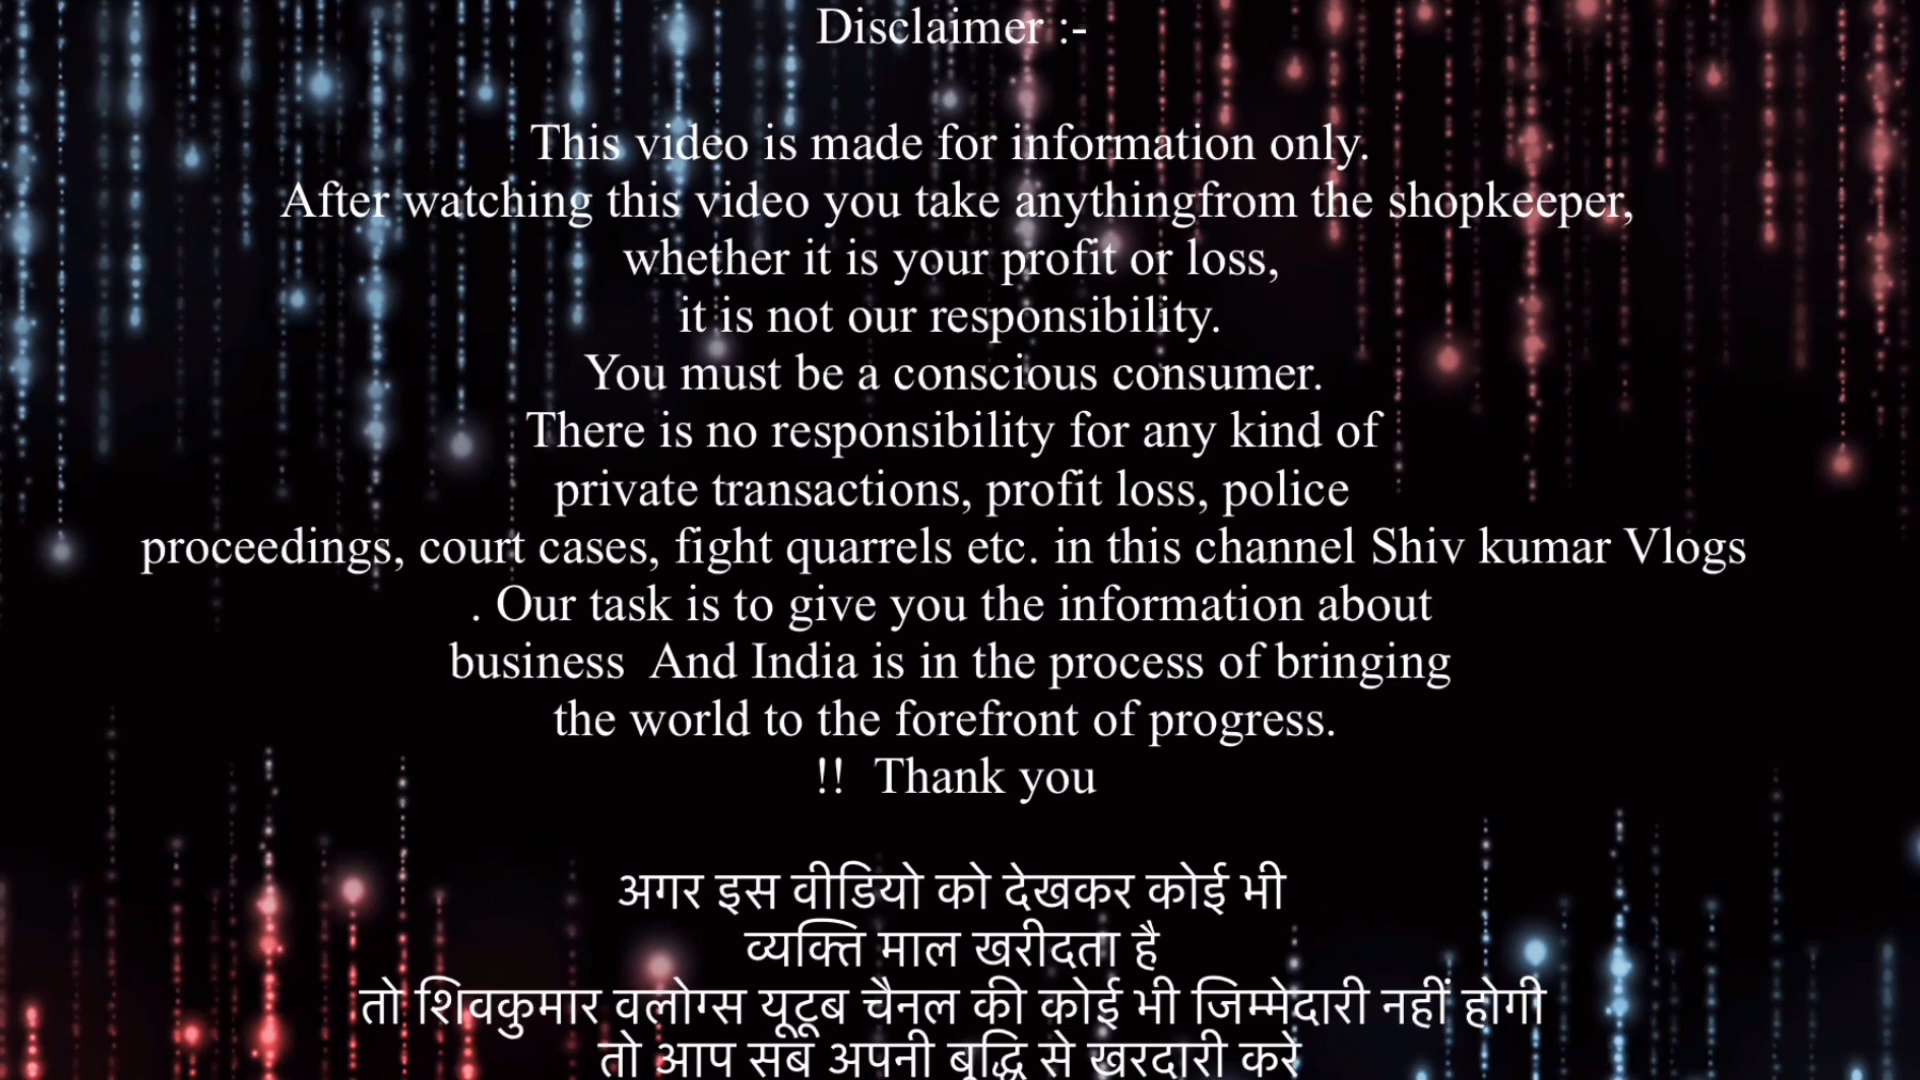 Disclaimer :-
This video is made for information only.
After watching this video you take anythingfrom the shopkeeper,
whether it is your profit or loss,
it is not our responsibility.
You must be a conscious consumer.
There is no responsibility for any kind of
private transactions, profit loss, police
proceedings, court cases, fight quarrels etc. in this channel Shiv kumar Vlogs
. Our task is to give you the information about
business  And India is in the process of bringing
the world to the forefront of progress.
!!  Thank you
अगर इस वीडियो को देखकर कोई भी
व्यक्ति माल खरीदता है
तो शिवकुमार वलोग्स यूटूब चैनल की कोई भी जिम्मेदारी नहीं होगी
तो आप सब अपनी बुद्धि से खरदारी करे